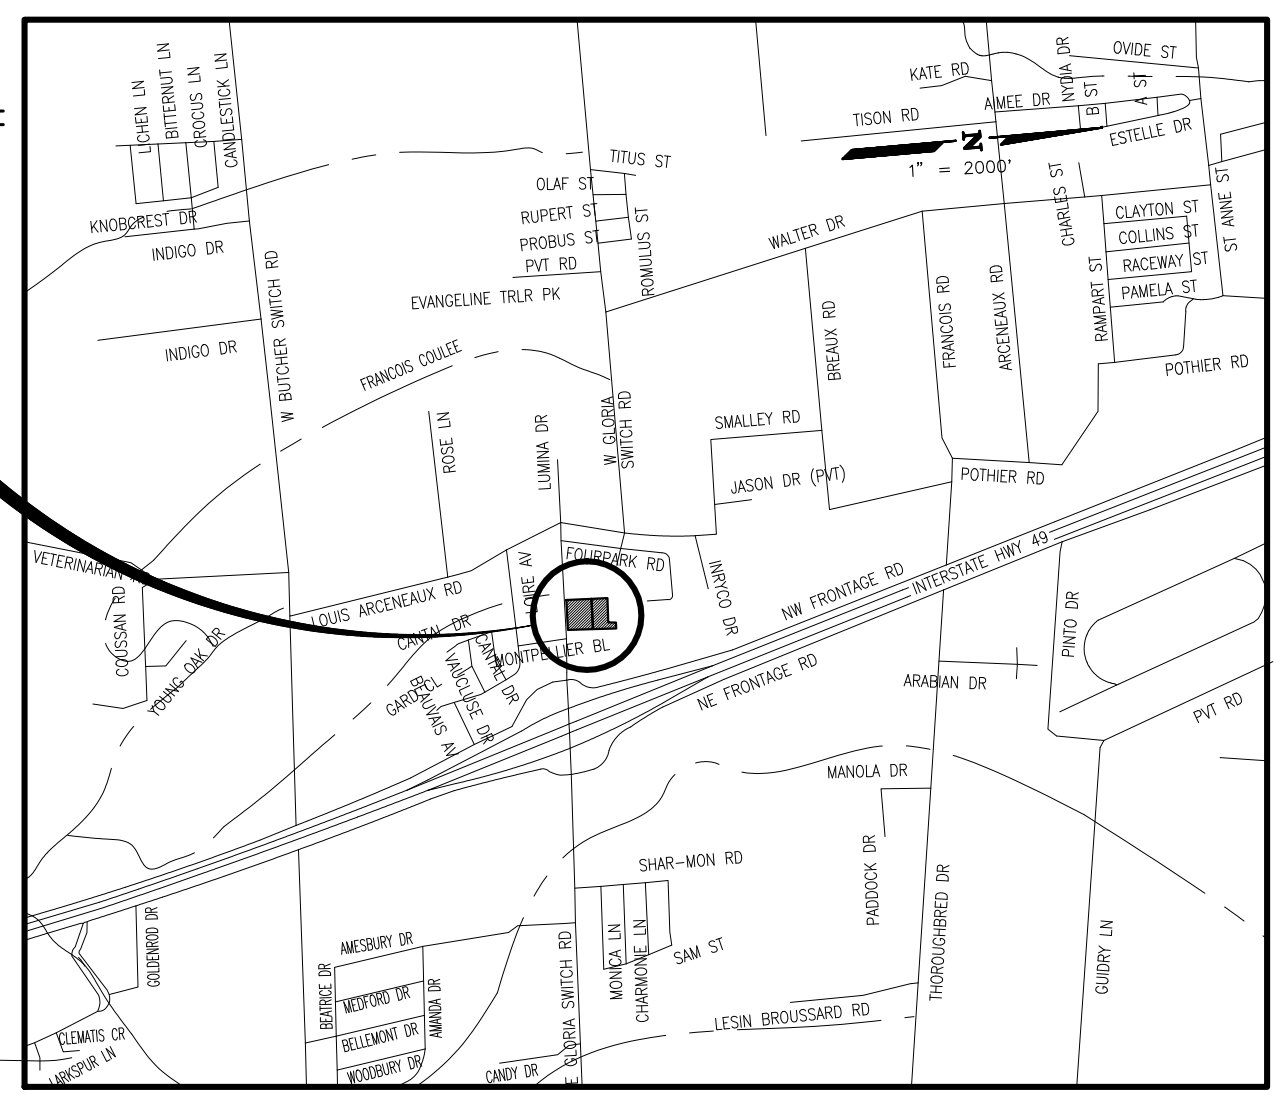 LICHEN LN
BITTERNUT LN
CROCUS LN
CANDLESTICK LN
KATE RD
NYDIA DR
OVIDE ST
B ST
A ST
AIMEE DR
TISON RD
ESTELLE DR
N
1" = 2000'
TITUS ST
OLAF ST
RUPERT ST
PROBUS ST
PVT RD
ROMULUS ST
EVANGELINE TRLR PK
KNOBCREST DR
INDIGO DR
INDIGO DR
W BUTCHER SWITCH RD
WALTER DR
CHARLES ST
CLAYTON ST
COLLINS ST
RACEWAY ST
PAMELA ST
ST ANNE ST
RAMPART ST
BREAUX RD
FRANCOIS RD
ARCENEAUX RD
POTHIER RD
FRANCOIS COULEE
ROSE LN
LUMINA DR
W GLORIA
SWITCH RD
SMALLEY RD
JASON DR (PVT)
POTHIER RD
INTERSTATE HWY 49
NW FRONTAGE RD
NE FRONTAGE RD
FOURPARK RD
INRYCO DR
LOIRE AV
COUSSAN RD
YOUNG OAK DR
LOUIS ARCENEAUX RD
CANTAL DR
CANTAL DR
MONTPELLIER BL
VAUCLUSE DR
GARD CL
BEAUVAIS AV
PINTO DR
ARABIAN DR
PVT RD
MANOLA DR
PADDOCK DR
THOROUGHBRED DR
GUIDRY LN
SHAR-MON RD
MONICA LN
CHARMONIE LN
SAM ST
LESIN BROUSSARD RD
E GLORIA SWITCH RD
CANDY DR
AMESBURY DR
BEATRICE DR
MEDFORD DR
AMANDA DR
BELLEMONT DR
WOODBURY DR
GOLDENROD DR
CLEMATIS CR
LARKSPUR LN